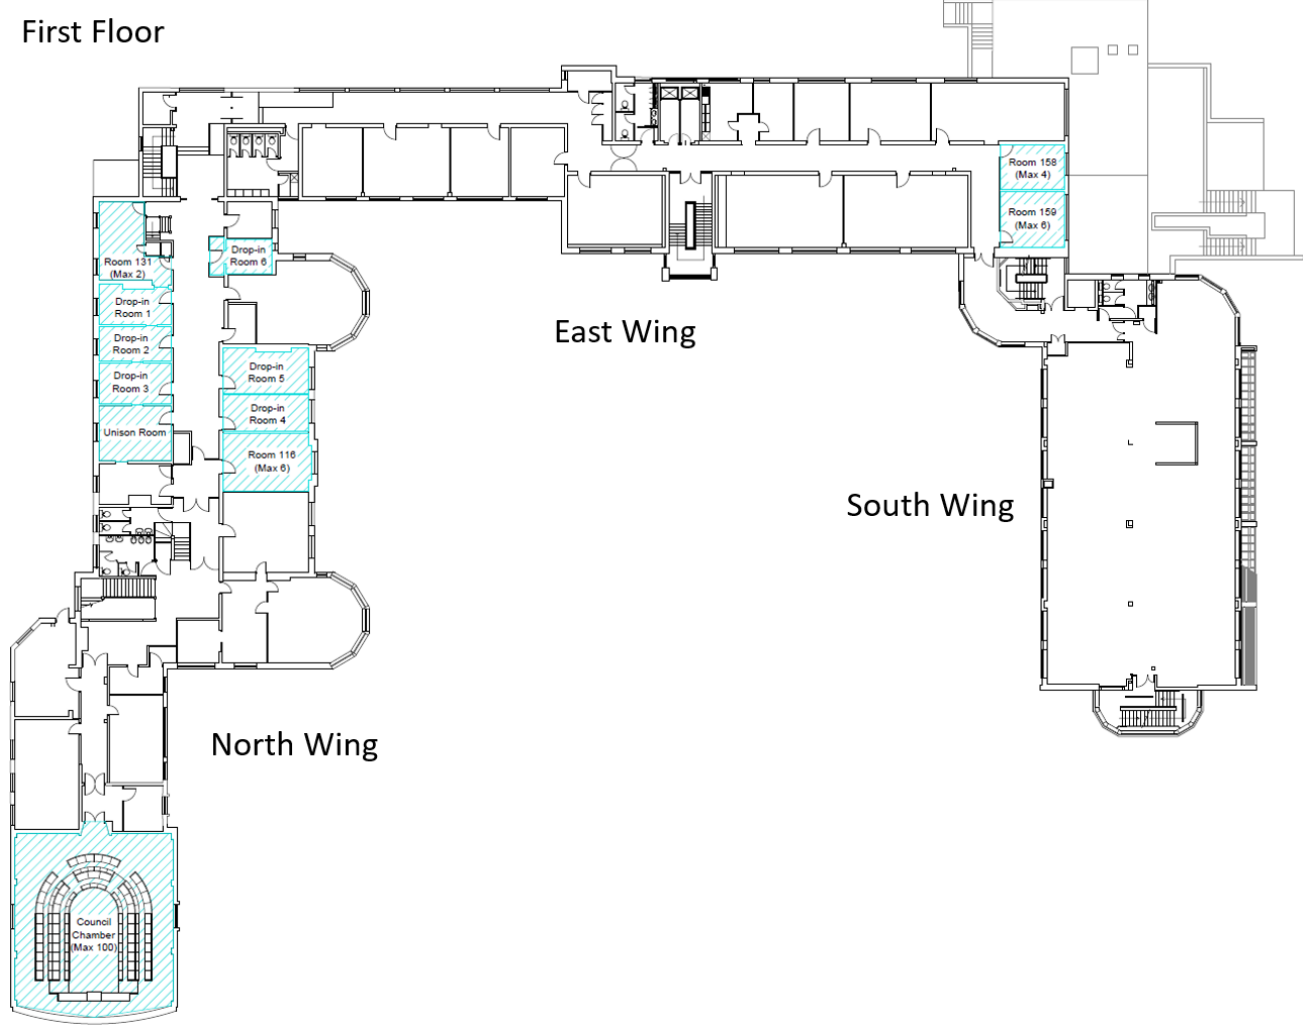 First Floor
Room 158
(Max 4)
Room 159
(Max 6)
Room 131
(Max 2)
Drop-in
Room 6
Drop-in
Room 1
Drop-in
Room 2
Drop-in
Room 3
Unison Room
Drop-in
Room 5
Drop-in
Room 4
Room 116
(Max 6)
East Wing
South Wing
North Wing
Council
Chamber
(Max 100)